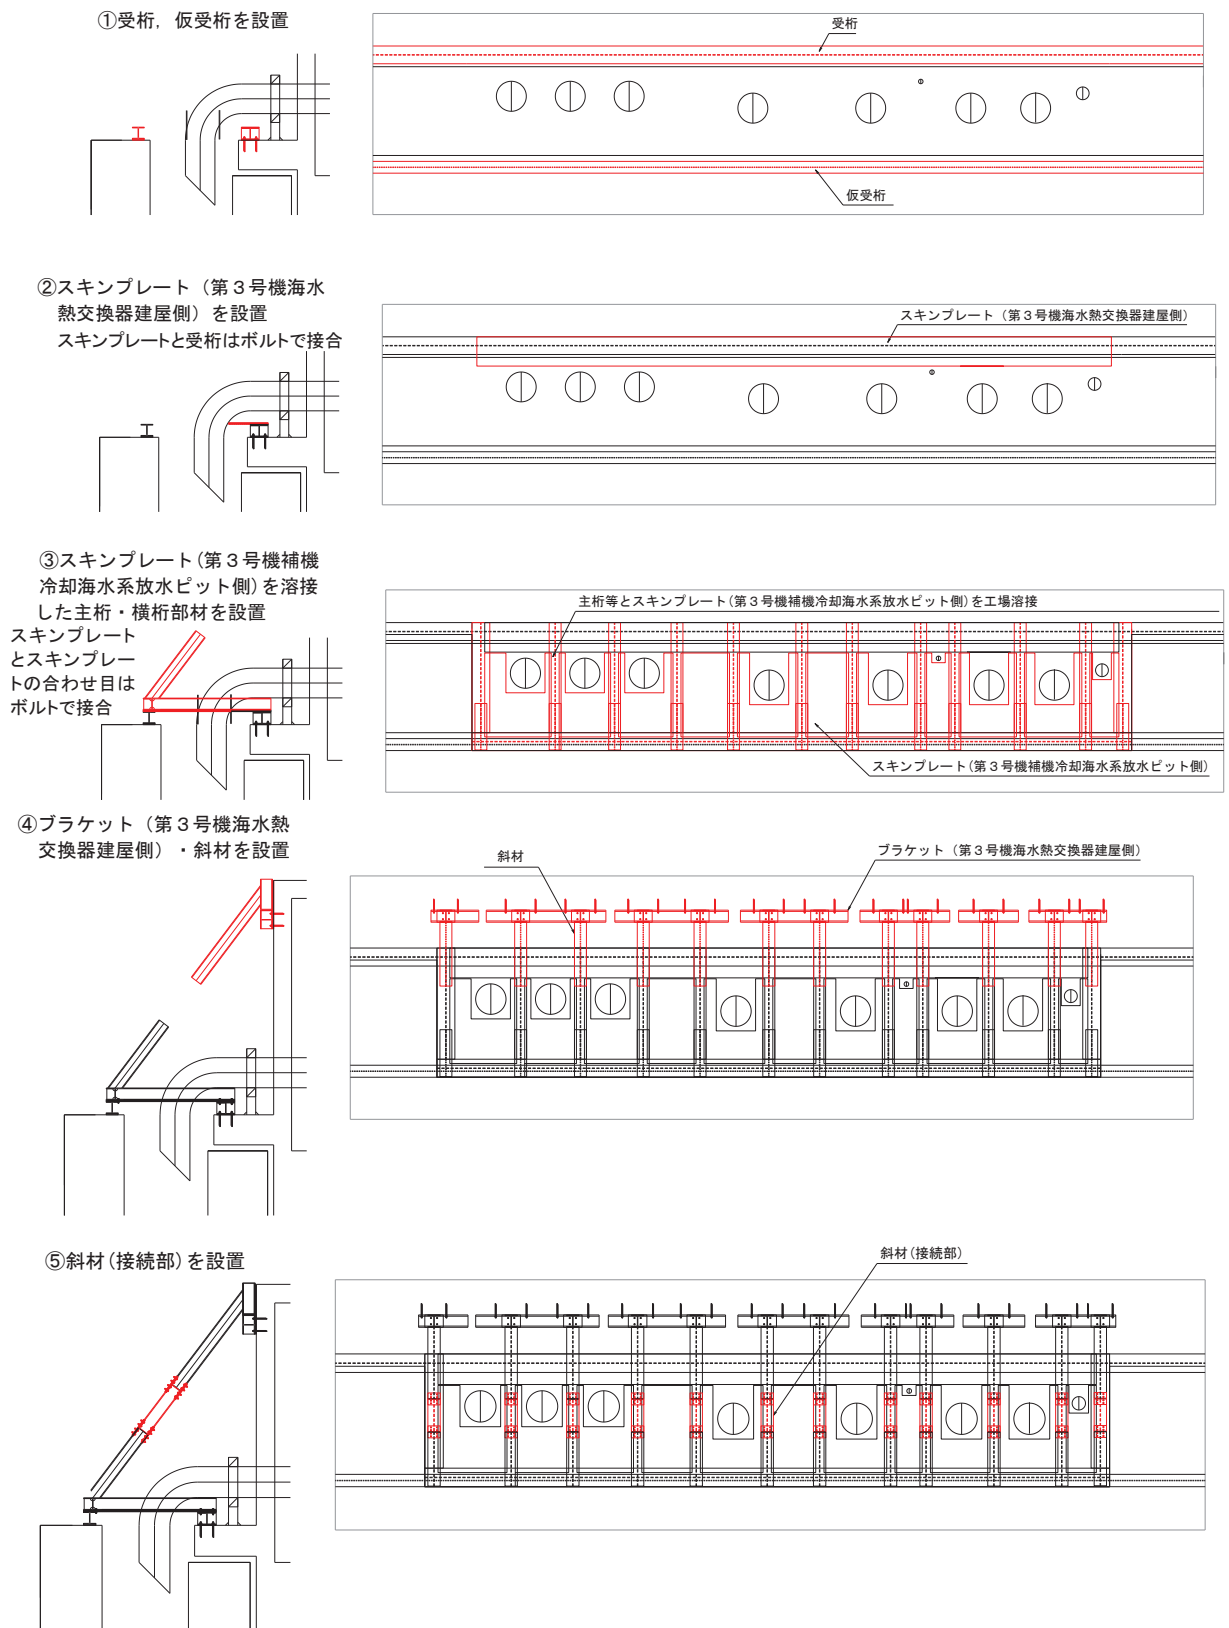 ①受桁，仮受桁を設置
受桁
仮受桁
②スキンプレート（第３号機海水
熱交換器建屋側）を設置
スキンプレートと受桁はボルトで接合
スキンプレート（第３号機海水熱交換器建屋側）
③スキンプレート(第３号機補機
冷却海水系放水ピット側)を溶接
した主桁・横桁部材を設置
スキンプレート
とスキンプレー
トの合わせ目は
ボルトで接合
主桁等とスキンプレート(第３号機補機冷却海水系放水ピット側)を工場溶接
スキンプレート(第３号機補機冷却海水系放水ピット側)
④ブラケット（第３号機海水熱
交換器建屋側）・斜材を設置
斜材
ブラケット（第３号機海水熱交換器建屋側）
⑤斜材(接続部)を設置
斜材(接続部)